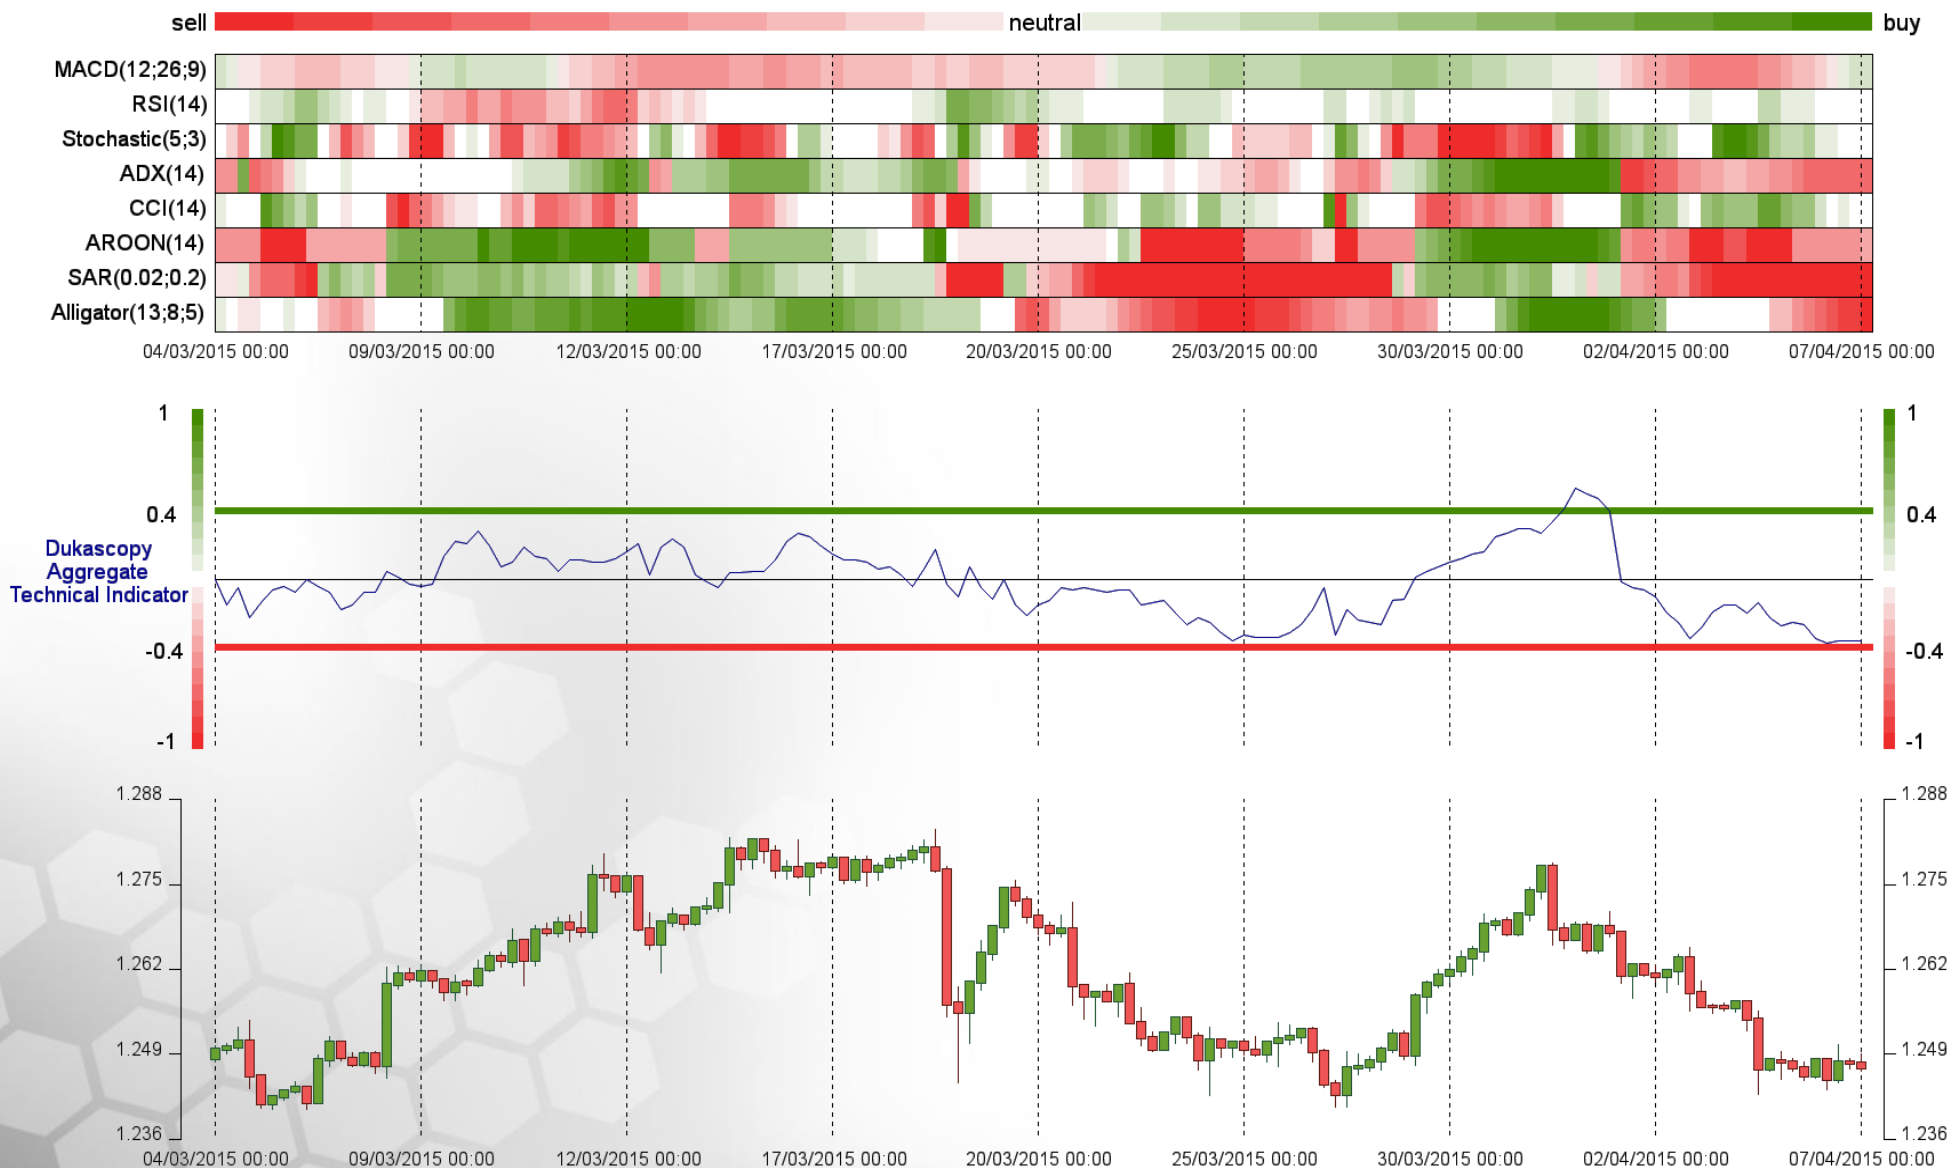 sell neutral buy
MACD(12;26;9)
RSI(14)
Stochastic(5;3)
ADX(14)
CCI(14)
AROON(14)
SAR(0.02;0.2)
Alligator(13;8;5)
04/03/2015 00:00 09/03/2015 00:00 12/03/2015 00:00 17/03/2015 00:00 20/03/2015 00:00 25/03/2015 00:00 30/03/2015 00:00 02/04/2015 00:00 07/04/2015 00:00
1 1
0.4 0.4
Dukascopy
Aggregate
Technical Indicator
-0.4 -0.4
-1 -1
1.288 1.288
1.275 1.275
1.262 1.262
1.249 1.249
1.236 1.236
04/03/2015 00:00 09/03/2015 00:00 12/03/2015 00:00 17/03/2015 00:00 20/03/2015 00:00 25/03/2015 00:00 30/03/2015 00:00 02/04/2015 00:00 07/04/2015 00:00